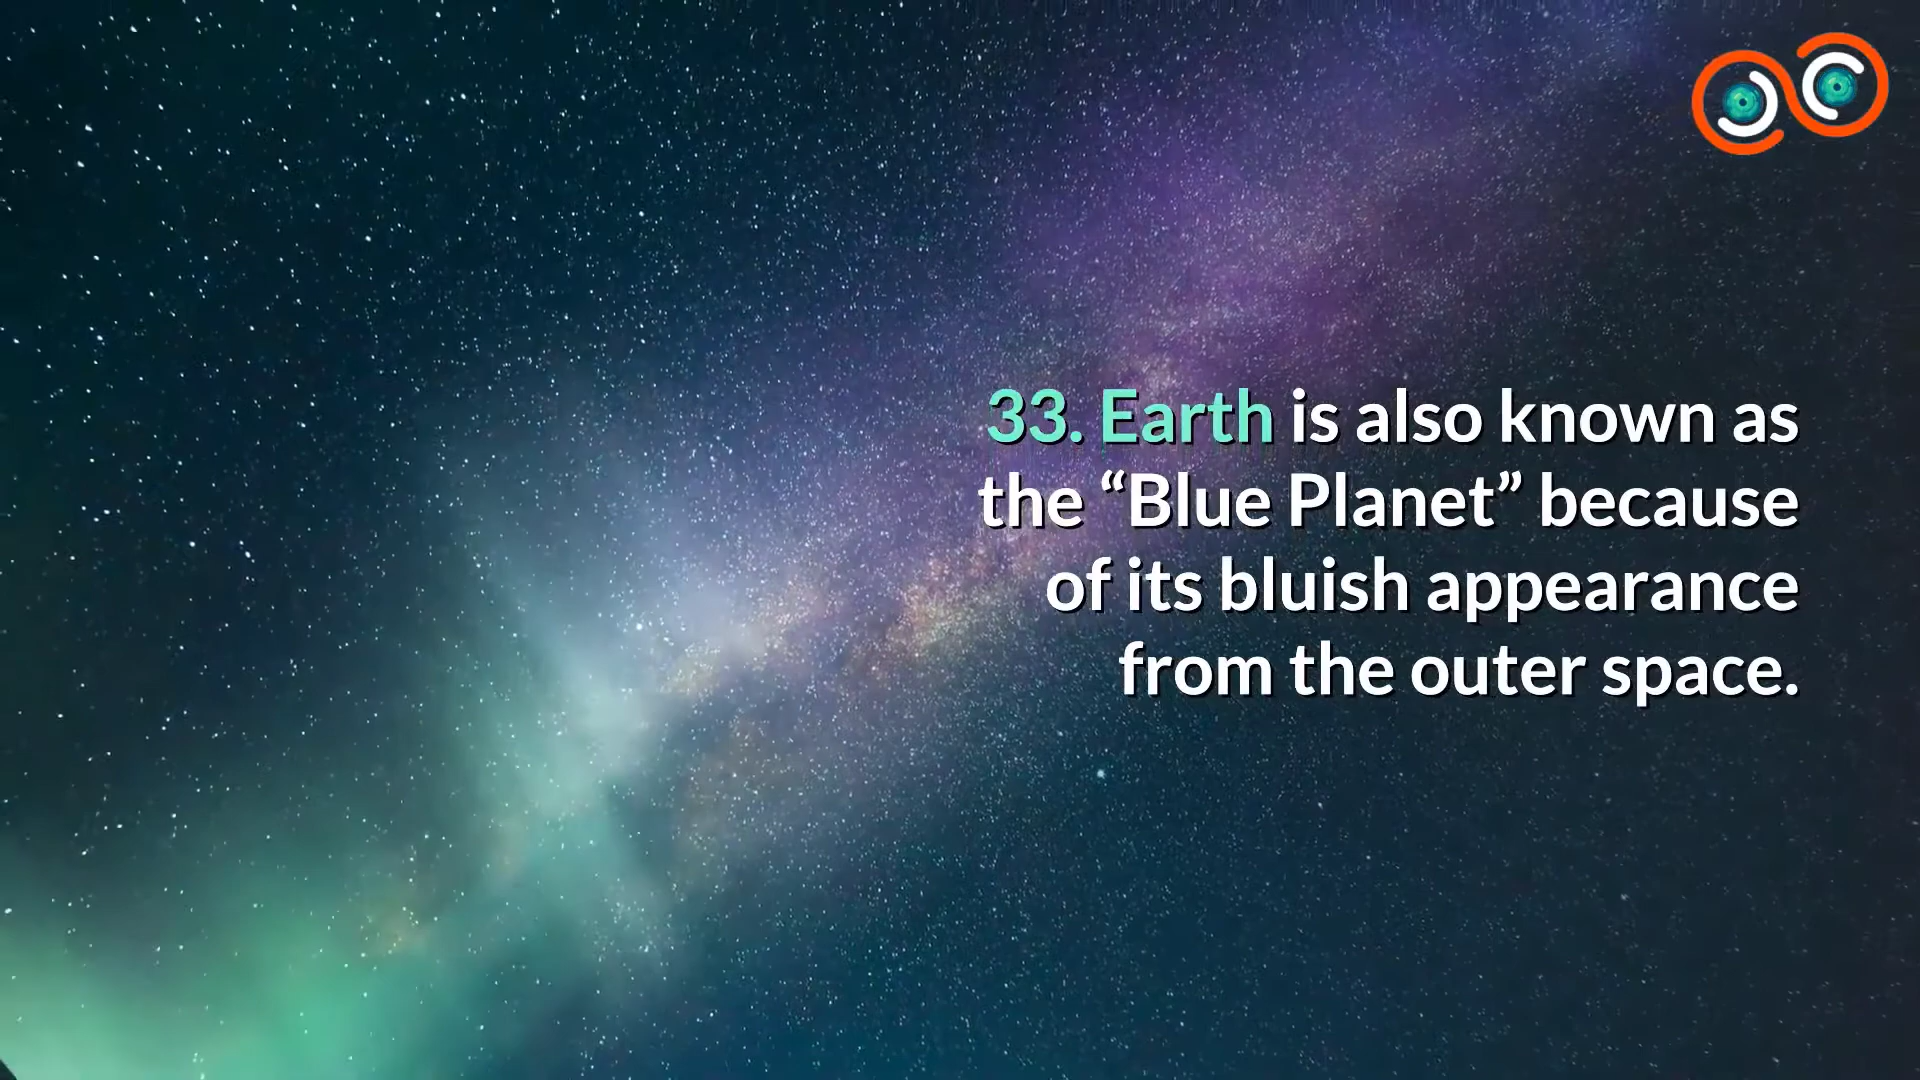 33. Earth is also known as
the “Blue Planet” because
of its bluish appearance
from the outer space.